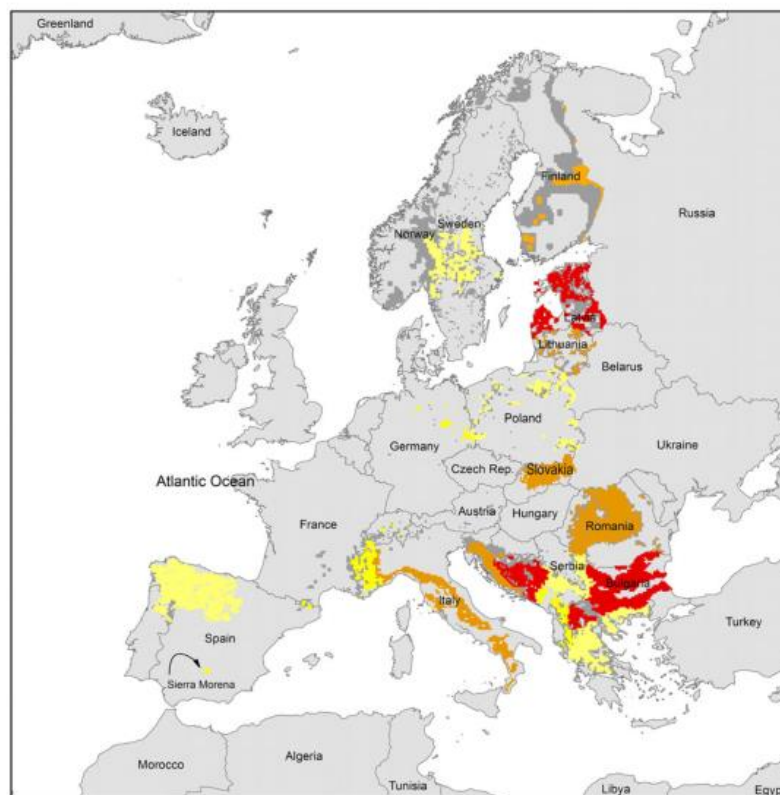 Greenland
Iceland
Finland
Norway
Sweden
Russia
Latvia
Lithuania
Belarus
Poland
Germany
Ukraine
Czech Rep.
Slovakia
Atlantic Ocean
Austria
Hungary
France
Romania
Serbia
Bulgaria
Italy
Spain
Turkey
Sierra Morena
Morocco
Algeria
Tunisia
Libya
Egyp